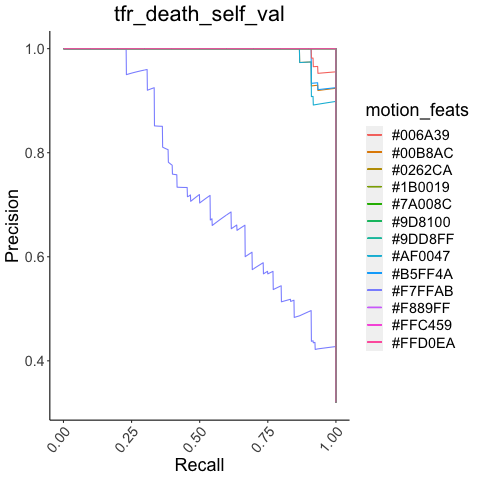 tfr_death_self_val
Precision
1.0
0.8
0.6
0.4
0.00
0.25
0.50
0.75
1.00
Recall
motion_feats
#006A39
#00B8AC
#0262CA
#1B0019
#7A008C
#9D8100
#9DD8FF
#AF0047
#B5FF4A
#F7FFAB
#F889FF
#FFC459
#FFD0EA